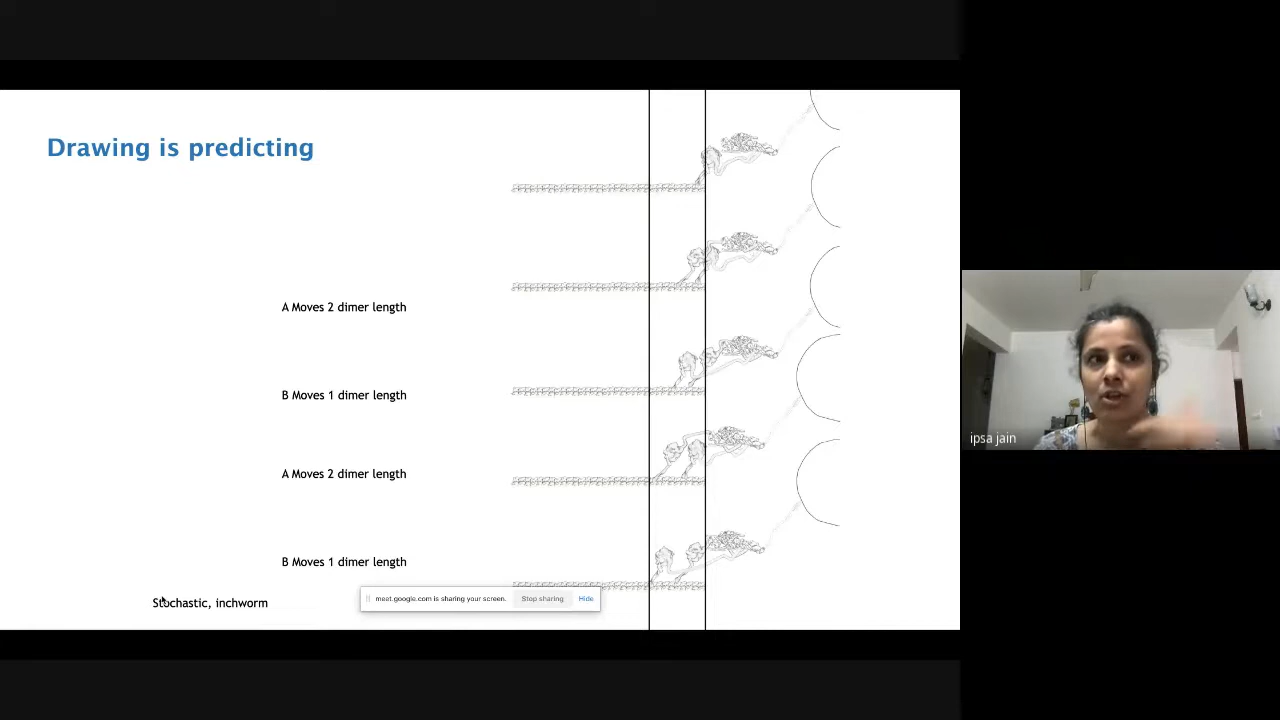 Drawing is predicting
A Moves 2 dimer length
B Moves 1 dimer length
ipsa jain
A Moves 2 dimer length
B Moves 1 dimer length
Stochastic, inchworm
meet.google.com is sharing your screen.
Stop sharing
Hide